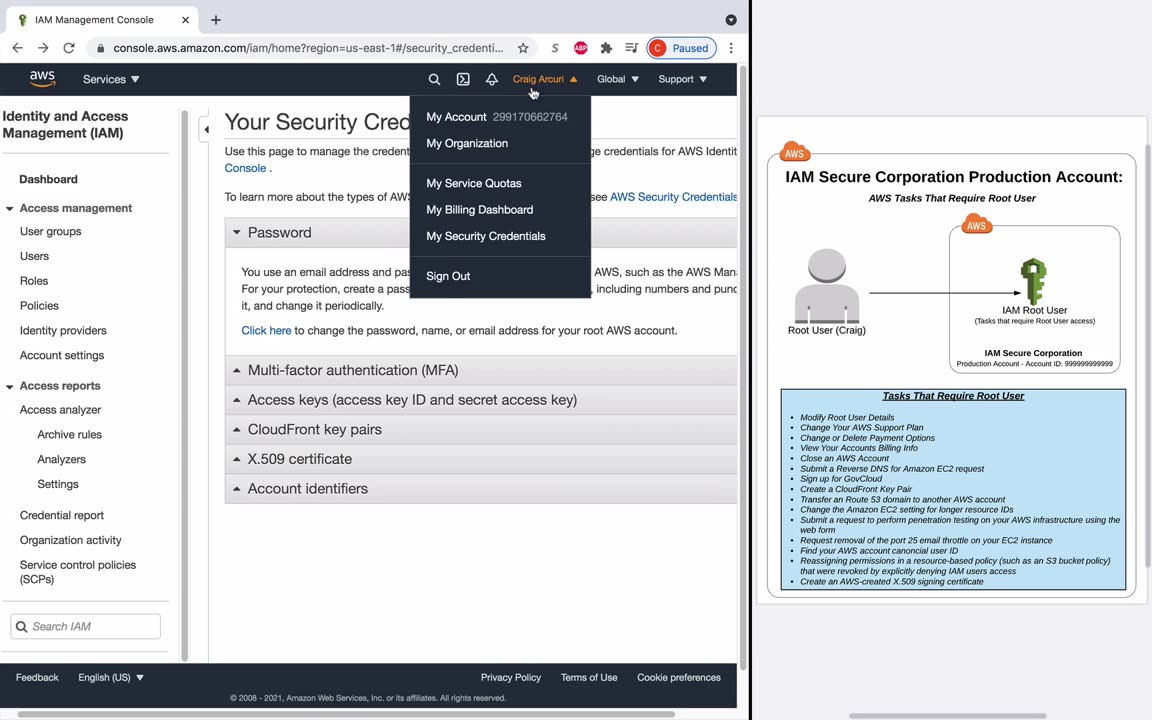 IAM Management Console
console.aws.amazon.com/iam/home?region=us-east-1#/security_credenti...
S
ABP
C Paused
aws
Services
Craig Arcuri
Global
Support
Identity and Access
Management (IAM)
Dashboard
Access management
User groups
Users
Roles
Policies
Identity providers
Account settings
Access reports
Access analyzer
Archive rules
Analyzers
Settings
Credential report
Organization activity
Service control policies
(SCPs)
Search IAM
My Account 299170662764
My Organization
My Service Quotas
My Billing Dashboard
My Security Credentials
Sign Out
Your Security Cred
Use this page to manage the credent ge credentials for AWS Identit
Console .
To learn more about the types of AWS see AWS Security Credentials
Password
You use an email address and pas AWS, such as the AWS Man
For your protection, create a pass , including numbers and punc
it, and change it periodically.
Click here to change the password, name, or email address for your root AWS account.
Multi-factor authentication (MFA)
Access keys (access key ID and secret access key)
CloudFront key pairs
X.509 certificate
Account identifiers
Feedback
English (US)
Privacy Policy
Terms of Use
Cookie preferences
© 2008 - 2021, Amazon Web Services, Inc. or its affiliates. All rights reserved.
AWS
IAM Secure Corporation Production Account:
AWS Tasks That Require Root User
AWS
Root User (Craig)
IAM Root User
(Tasks that require Root User access)
IAM Secure Corporation
Production Account - Account ID: 999999999999
Tasks That Require Root User
• Modify Root User Details
• Change Your AWS Support Plan
• Change or Delete Payment Options
• View Your Accounts Billing Info
• Close an AWS Account
• Submit a Reverse DNS for Amazon EC2 request
• Sign up for GovCloud
• Create a CloudFront Key Pair
• Transfer an Route 53 domain to another AWS account
• Change the Amazon EC2 setting for longer resource IDs
• Submit a request to perform penetration testing on your AWS infrastructure using the
web form
• Request removal of the port 25 email throttle on your EC2 instance
• Find your AWS account canoncial user ID
• Reassigning permissions in a resource-based policy (such as an S3 bucket policy)
that were revoked by explicitly denying IAM users access
• Create an AWS-created X.509 signing certificate